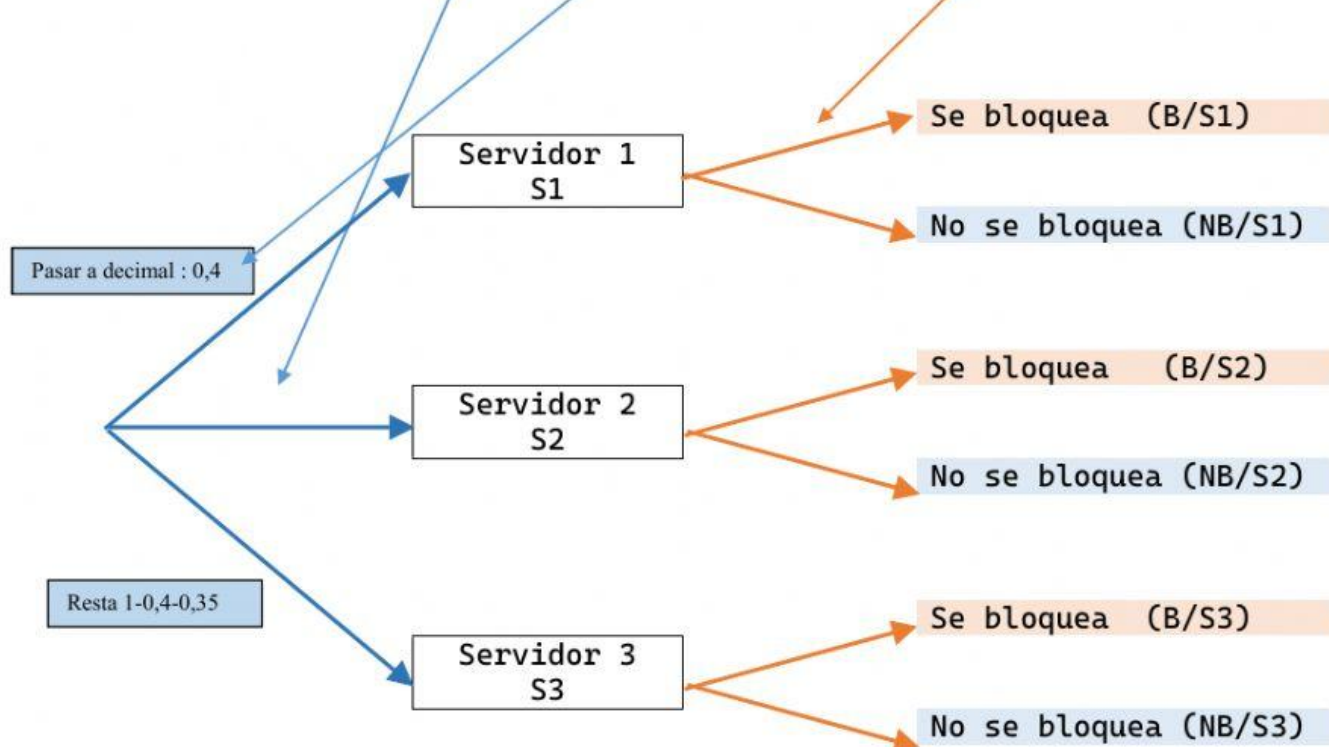 Se bloquea (B/S1)
Servidor 1
S1
No se bloquea (NB/S1)
Pasar a decimal : 0,4
Se bloquea (B/S2)
Servidor 2
S2
No se bloquea (NB/S2)
Resta 1-0,4-0,35
Se bloquea (B/S3)
Servidor 3
S3
No se bloquea (NB/S3)